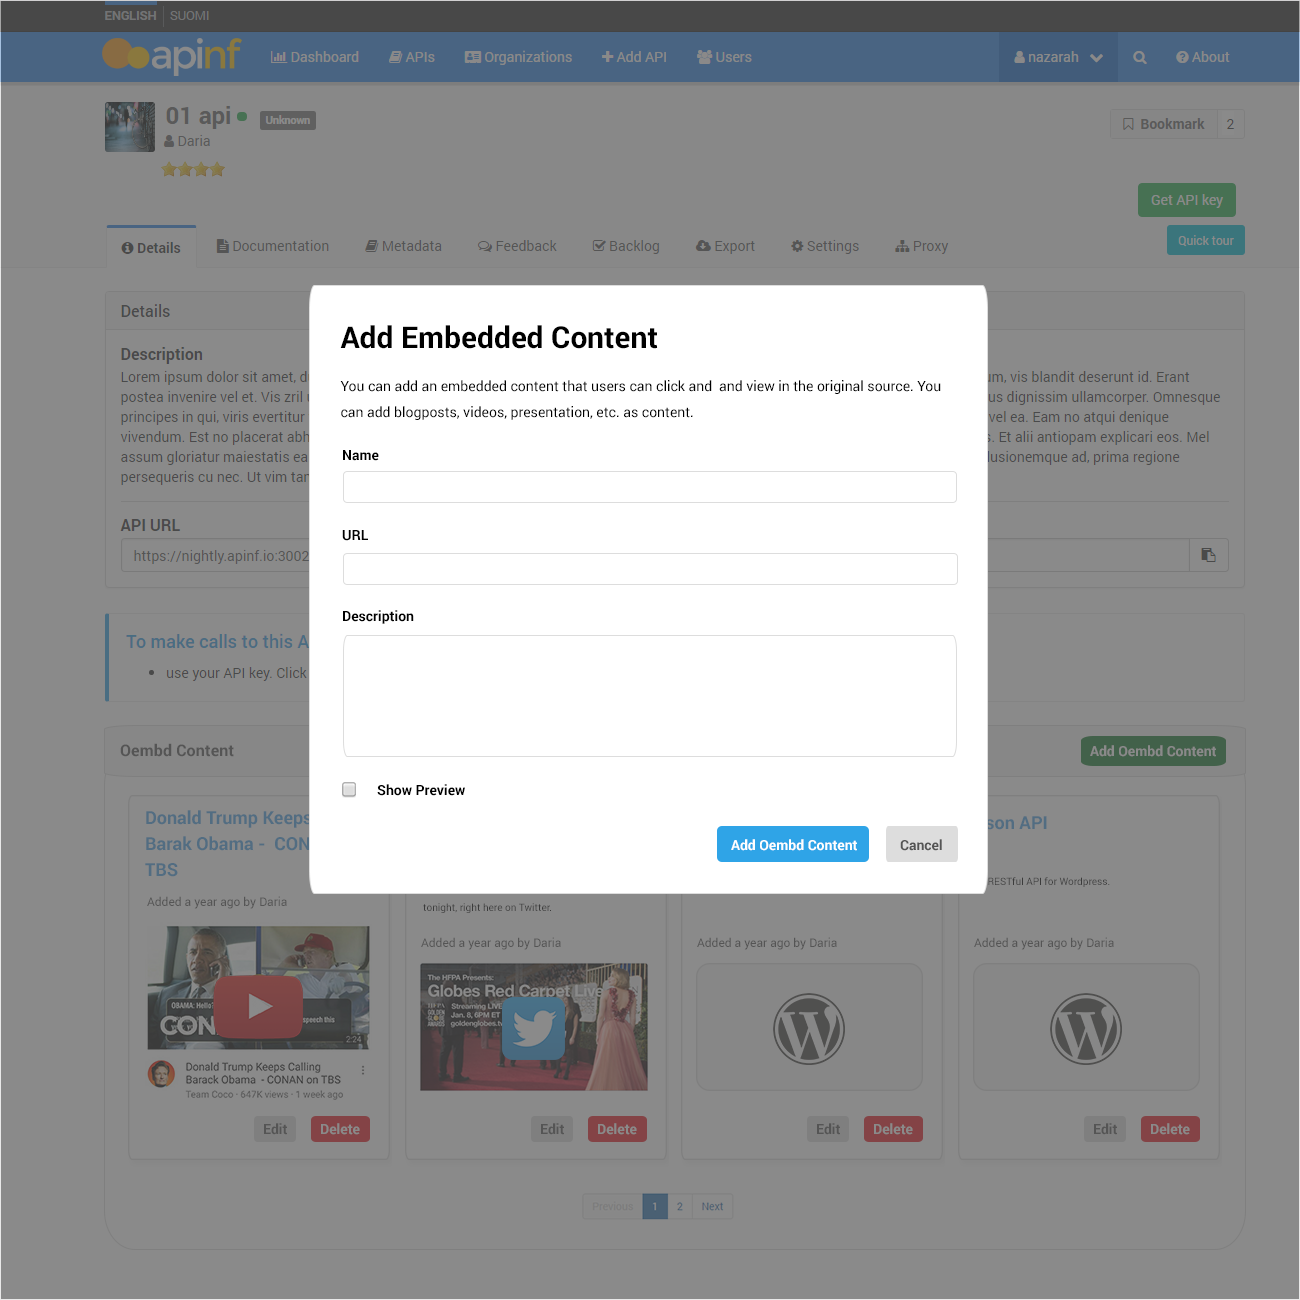 ENGLISH SUOMI
apinf Dashboard APIs Organizations Add API Users nazarah About
01 api Unknown
Daria
Bookmark 2
Get API key
Details Documentation Metadata Feedback Backlog Export Settings Proxy
Quick tour
Details
Description
Lorem ipsum dolor sit amet, d
postea invenire vel et. Vis zril
principes in qui, viris evertitur
vivendum. Est no placerat abh
assum gloriatur maiestatis ea
persequeris cu nec. Ut vim tan
um, vis blandit deserunt id. Erant
us dignissim ullamcorper. Omnesque
vel ea. Eam no atqui denique
s. Et alii antiopam explicari eos. Mel
lusionemque ad, prima regione
API URL
https://nightly.apinf.io:3002
To make calls to this A
use your API key. Click
Add Embedded Content
You can add an embedded content that users can click and  and view in the original source. You
can add blogposts, videos, presentation, etc. as content.
Name
URL
Description
Show Preview
Add Oembd Content Cancel
Oembd Content
Add Oembd Content
Donald Trump Keeps
Barak Obama - CON
TBS
Added a year ago by Daria
OBAMA: Hello?
speech this
CON
2:24
Donald Trump Keeps Calling
Barack Obama - CONAN on TBS
Team Coco · 647K views · 1 week ago
Edit Delete
tonight, right here on Twitter.
Added a year ago by Daria
The HFPA Presents:
Globes Red Carpet Live
Streaming LIVE
Jan. 8, 6PM ET
goldenglobes.t
GOLDEN
GLOBE
AWARDS
Edit Delete
Added a year ago by Daria
Edit Delete
son API
RESTful API for Wordpress.
Added a year ago by Daria
Edit Delete
Previous 1 2 Next